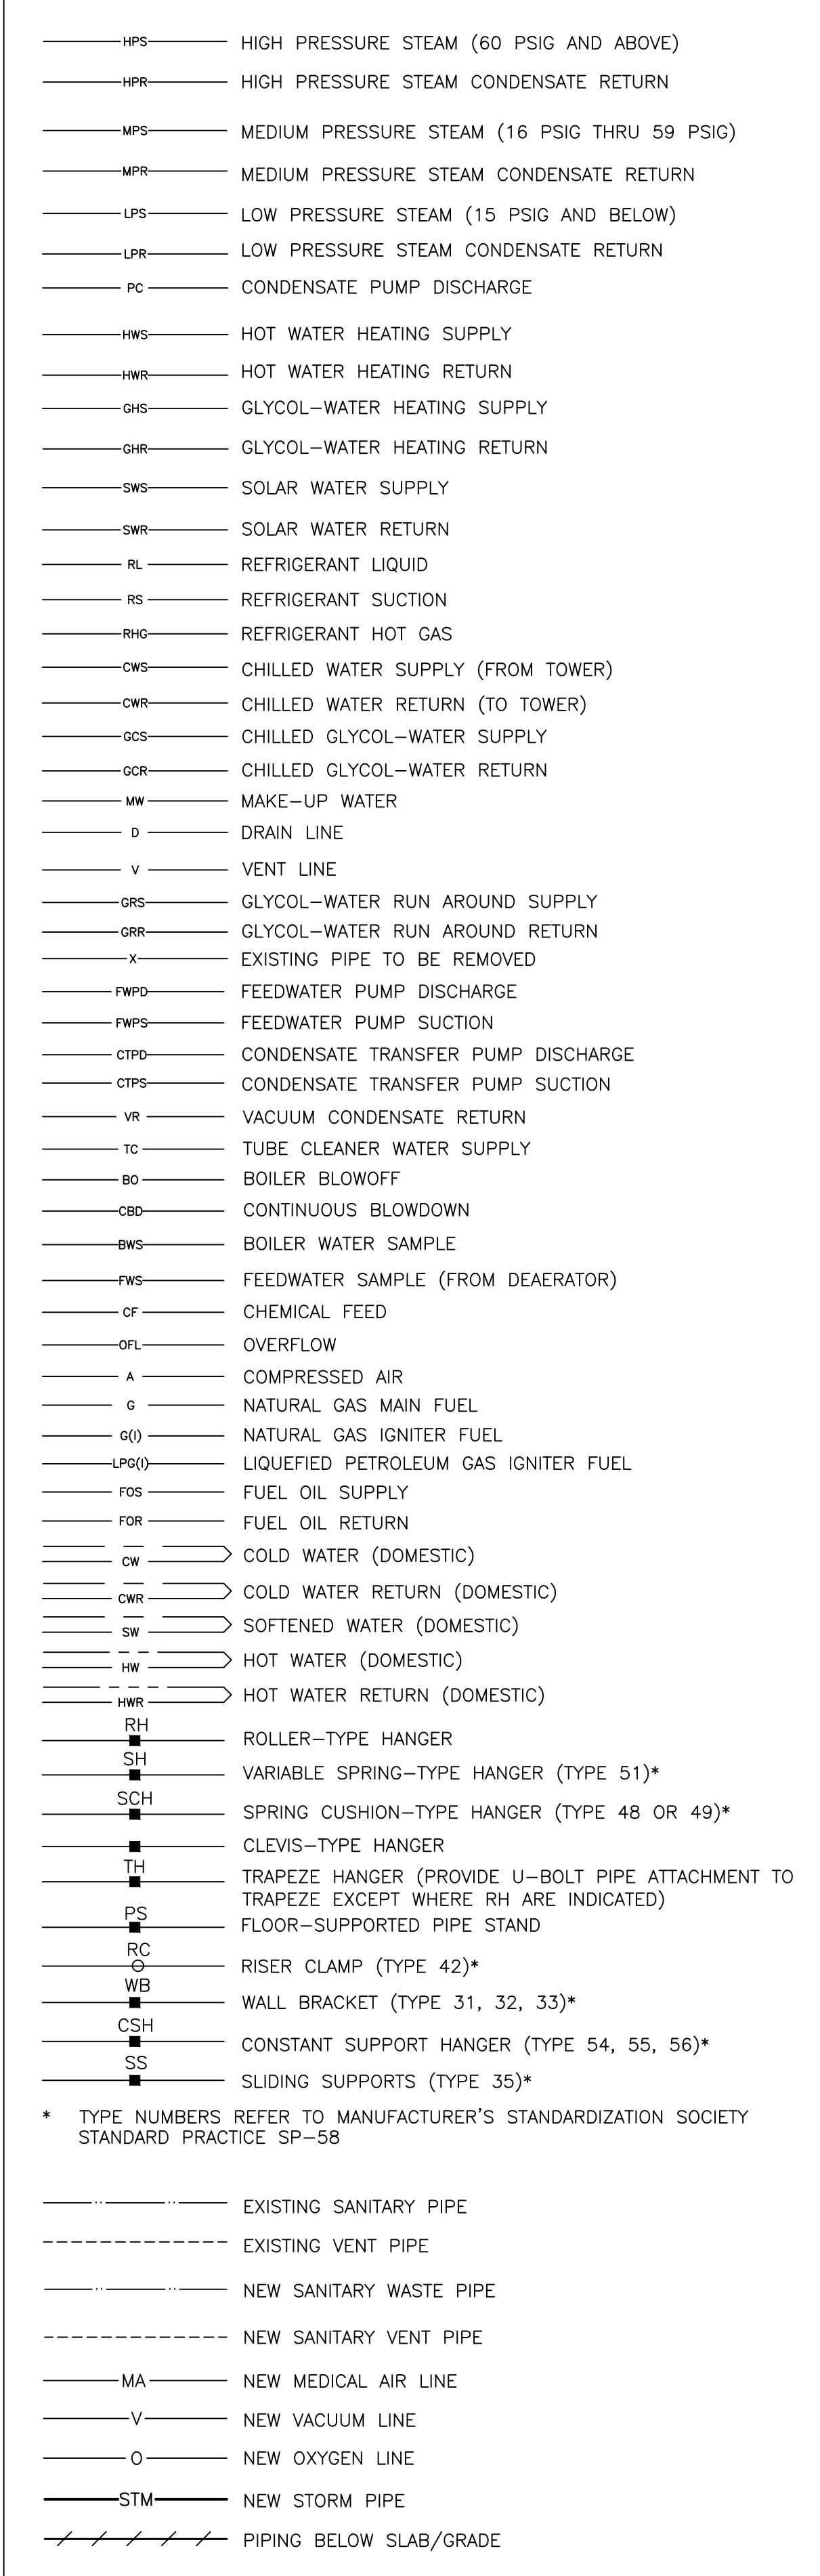 HPS HIGH PRESSURE STEAM (60 PSIG AND ABOVE)
HPR HIGH PRESSURE STEAM CONDENSATE RETURN
MPS MEDIUM PRESSURE STEAM (16 PSIG THRU 59 PSIG)
MPR MEDIUM PRESSURE STEAM CONDENSATE RETURN
LPS LOW PRESSURE STEAM (15 PSIG AND BELOW)
LPR LOW PRESSURE STEAM CONDENSATE RETURN
PC CONDENSATE PUMP DISCHARGE
HWS HOT WATER HEATING SUPPLY
HWR HOT WATER HEATING RETURN
GHS GLYCOL-WATER HEATING SUPPLY
GHR GLYCOL-WATER HEATING RETURN
SWS SOLAR WATER SUPPLY
SWR SOLAR WATER RETURN
RL REFRIGERANT LIQUID
RS REFRIGERANT SUCTION
RHG REFRIGERANT HOT GAS
CWS CHILLED WATER SUPPLY (FROM TOWER)
CWR CHILLED WATER RETURN (TO TOWER)
GCS CHILLED GLYCOL-WATER SUPPLY
GCR CHILLED GLYCOL-WATER RETURN
MW MAKE-UP WATER
D DRAIN LINE
V VENT LINE
GRS GLYCOL-WATER RUN AROUND SUPPLY
GRR GLYCOL-WATER RUN AROUND RETURN
X EXISTING PIPE TO BE REMOVED
FWPD FEEDWATER PUMP DISCHARGE
FWPS FEEDWATER PUMP SUCTION
CTPD CONDENSATE TRANSFER PUMP DISCHARGE
CTPS CONDENSATE TRANSFER PUMP SUCTION
VR VACUUM CONDENSATE RETURN
TC TUBE CLEANER WATER SUPPLY
BO BOILER BLOWOFF
CBD CONTINUOUS BLOWDOWN
BWS BOILER WATER SAMPLE
FWS FEEDWATER SAMPLE (FROM DEAERATOR)
CF CHEMICAL FEED
OFL OVERFLOW
A COMPRESSED AIR
G NATURAL GAS MAIN FUEL
G(I) NATURAL GAS IGNITER FUEL
LPG(I) LIQUEFIED PETROLEUM GAS IGNITER FUEL
FOS FUEL OIL SUPPLY
FOR FUEL OIL RETURN
CW COLD WATER (DOMESTIC)
CWR COLD WATER RETURN (DOMESTIC)
SW SOFTENED WATER (DOMESTIC)
HW HOT WATER (DOMESTIC)
HWR HOT WATER RETURN (DOMESTIC)
RH ROLLER-TYPE HANGER
SH VARIABLE SPRING-TYPE HANGER (TYPE 51)*
SCH SPRING CUSHION-TYPE HANGER (TYPE 48 OR 49)*
CLEVIS-TYPE HANGER
TH TRAPEZE HANGER (PROVIDE U-BOLT PIPE ATTACHMENT TO
TRAPEZE EXCEPT WHERE RH ARE INDICATED)
PS FLOOR-SUPPORTED PIPE STAND
RC RISER CLAMP (TYPE 42)*
WB WALL BRACKET (TYPE 31, 32, 33)*
CSH CONSTANT SUPPORT HANGER (TYPE 54, 55, 56)*
SS SLIDING SUPPORTS (TYPE 35)*
* TYPE NUMBERS REFER TO MANUFACTURER'S STANDARDIZATION SOCIETY
STANDARD PRACTICE SP-58
EXISTING SANITARY PIPE
EXISTING VENT PIPE
NEW SANITARY WASTE PIPE
NEW SANITARY VENT PIPE
MA NEW MEDICAL AIR LINE
V NEW VACUUM LINE
O NEW OXYGEN LINE
STM NEW STORM PIPE
PIPING BELOW SLAB/GRADE